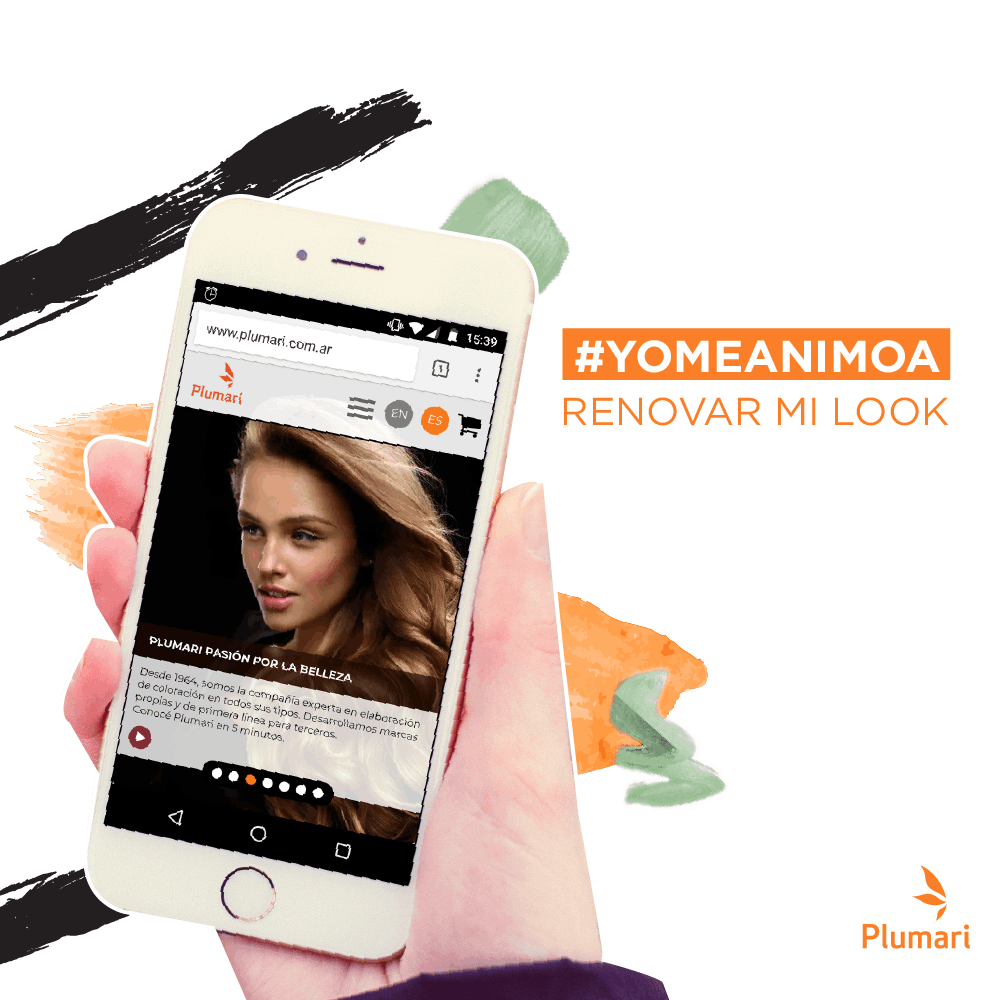 15:39
www.plumari.com.ar
1
Plumari
EN
ES
#YOMEANIMOA
RENOVAR MI LOOK
PLUMARI PASIÓN POR LA BELLEZA
Desde 1964, somos la compañía experta en elaboración
de coloración en todos sus tipos. Desarrollamos marcas
propias y de primera línea para terceros.
Conocé Plumari en 5 minutos.
Plumari